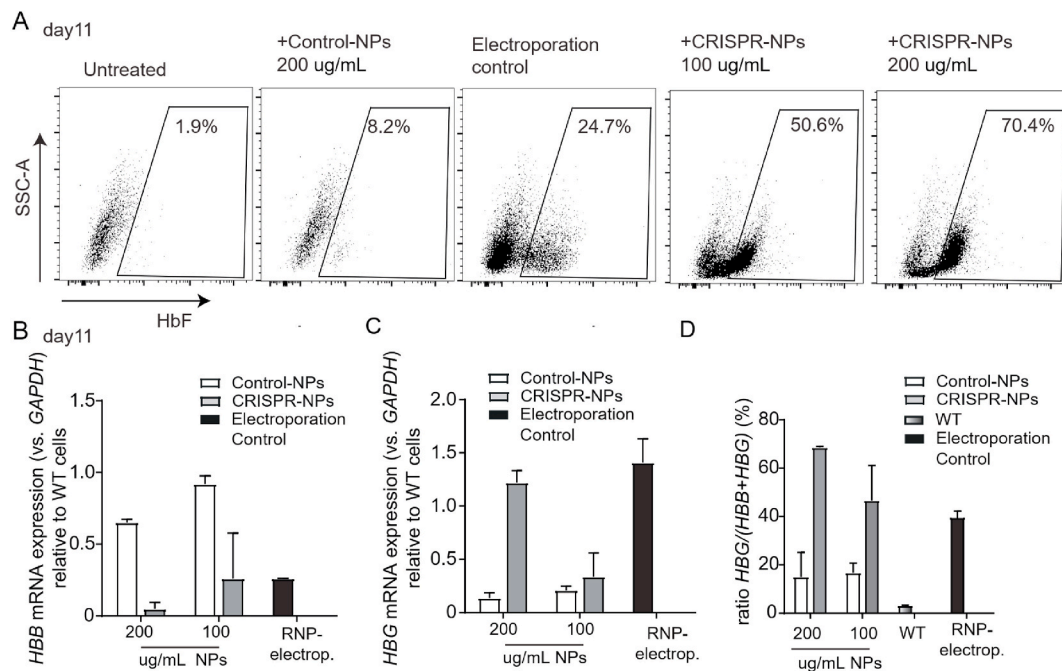 A
day11
Untreated
+Control-NPs
200 ug/mL
Electroporation
control
+CRISPR-NPs
100 ug/mL
+CRISPR-NPs
200 ug/mL
1.9%
8.2%
24.7%
50.6%
70.4%
SSC-A
HbF
B
day11
HBB mRNA expression (vs. GAPDH)
relative to WT cells
1.5
1.0
0.5
0
Control-NPs
CRISPR-NPs
Electroporation
Control
200
100
ug/mL NPs
RNP-
electrop.
C
HBG mRNA expression (vs. GAPDH)
relative to WT cells
2.0
1.5
1.0
0.5
0
Control-NPs
CRISPR-NPs
Electroporation
Control
200
100
ug/mL NPs
RNP-
electrop.
D
ratio HBG/(HBB+HBG) (%)
80
60
40
20
0
Control-NPs
CRISPR-NPs
WT
Electroporation
Control
200
100
WT
RNP-
electrop.
ug/mL NPs